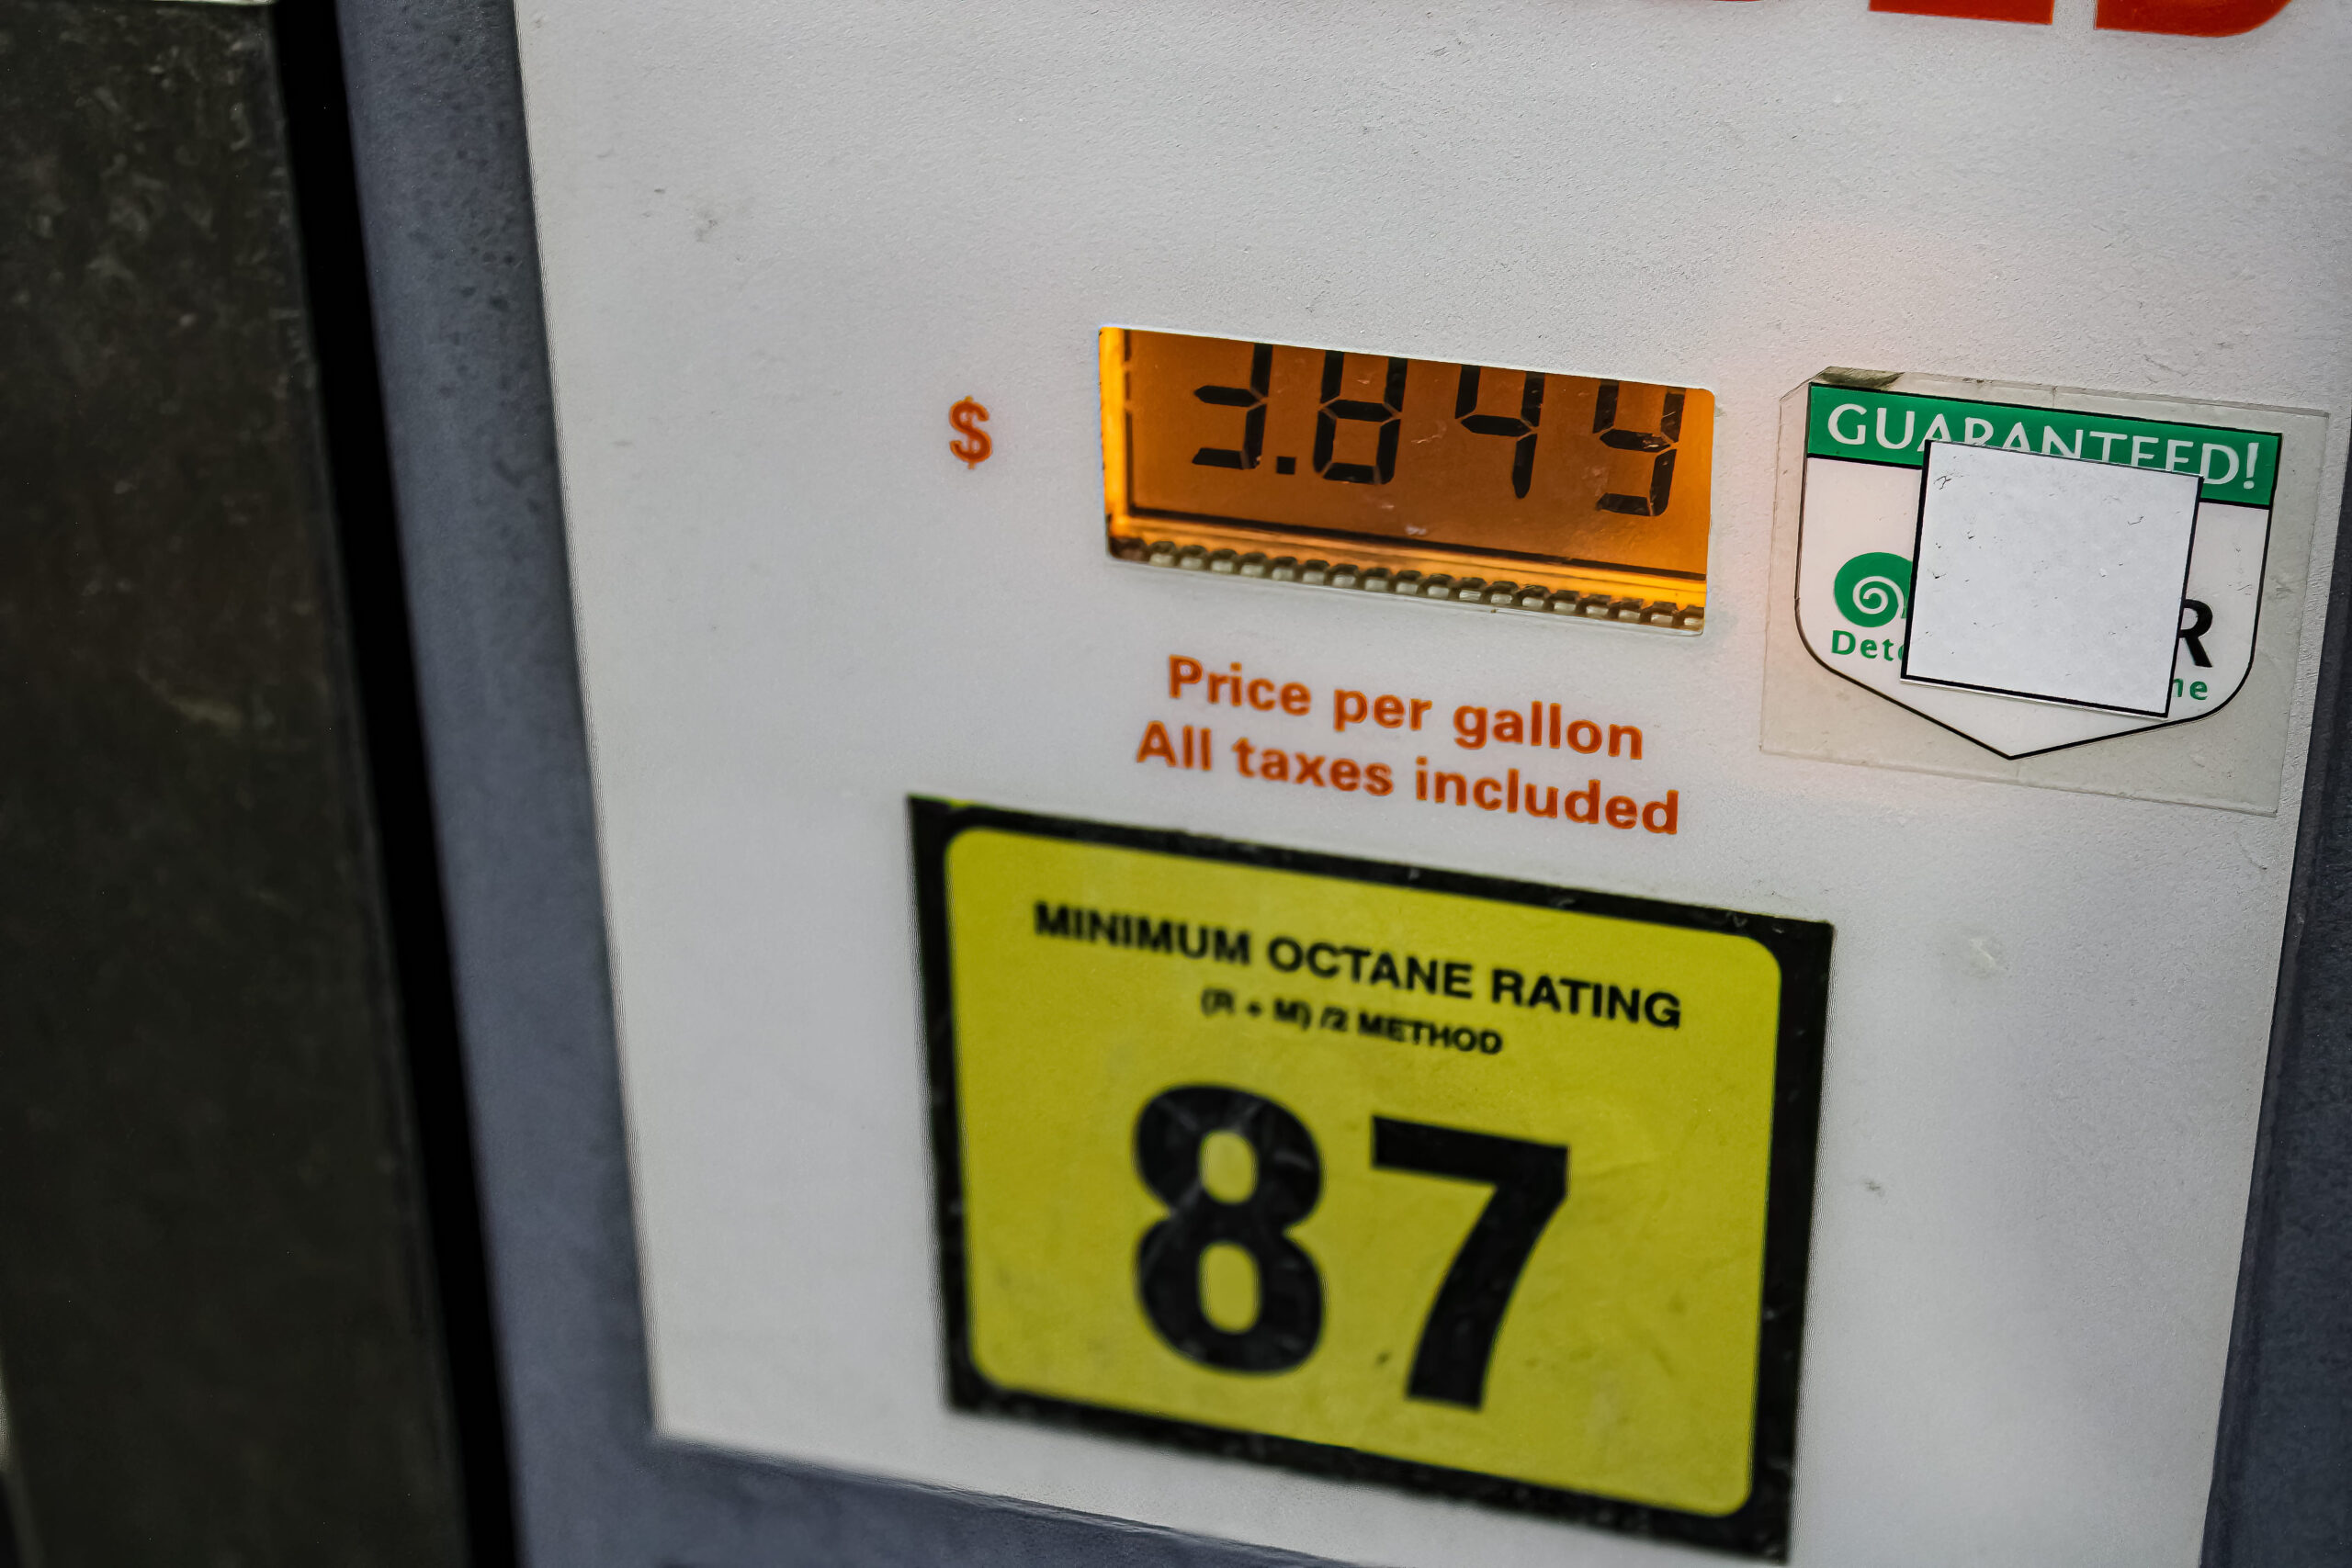 $ 3.849
GUARANTEED!
Price per gallon
All taxes included
MINIMUM OCTANE RATING
(R + M) /2 METHOD
87